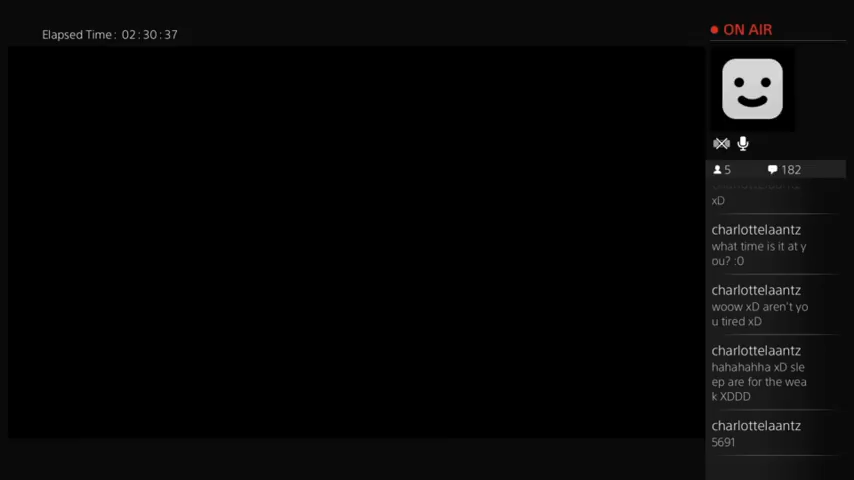 Elapsed Time: 02:30:37
ON AIR
5 182
xD
charlottelaantz
what time is it at y
ou? :0
charlottelaantz
woow xD aren't yo
u tired xD
charlottelaantz
hahahahha xD sle
ep are for the wea
k XDDD
charlottelaantz
5691